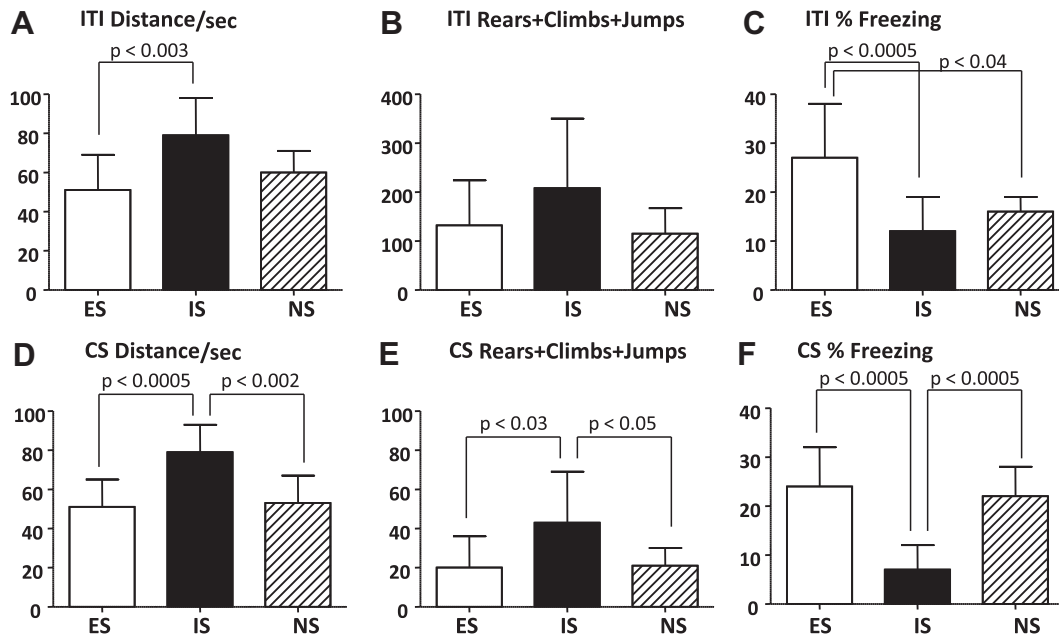 A ITI Distance/sec
p < 0.003
100
80
60
40
20
0
ES IS NS
B ITI Rears+Climbs+Jumps
400
300
200
100
0
ES IS NS
C ITI % Freezing
p < 0.0005
p < 0.04
40
30
20
10
0
ES IS NS
D CS Distance/sec
p < 0.0005 p < 0.002
100
80
60
40
20
0
ES IS NS
E CS Rears+Climbs+Jumps
p < 0.03 p < 0.05
100
80
60
40
20
0
ES IS NS
F CS % Freezing
p < 0.0005 p < 0.0005
40
30
20
10
0
ES IS NS